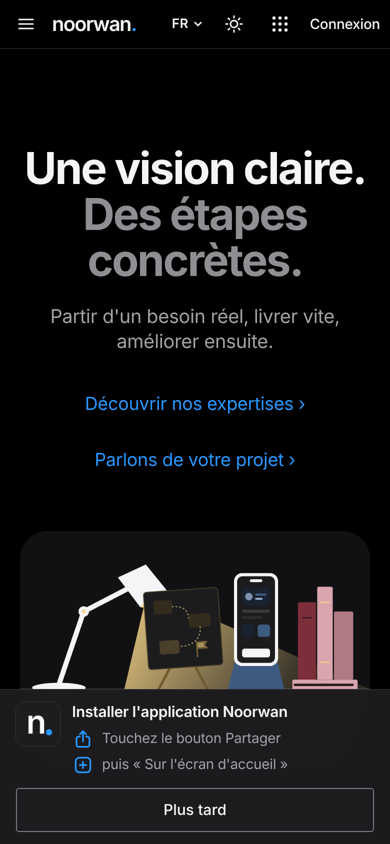 noorwan.
FR
Connexion
Une vision claire.
Des étapes
concrètes.
Partir d'un besoin réel, livrer vite,
améliorer ensuite.
Découvrir nos expertises ›
Parlons de votre projet ›
n.
Installer l'application Noorwan
Touchez le bouton Partager
puis « Sur l'écran d'accueil »
Plus tard